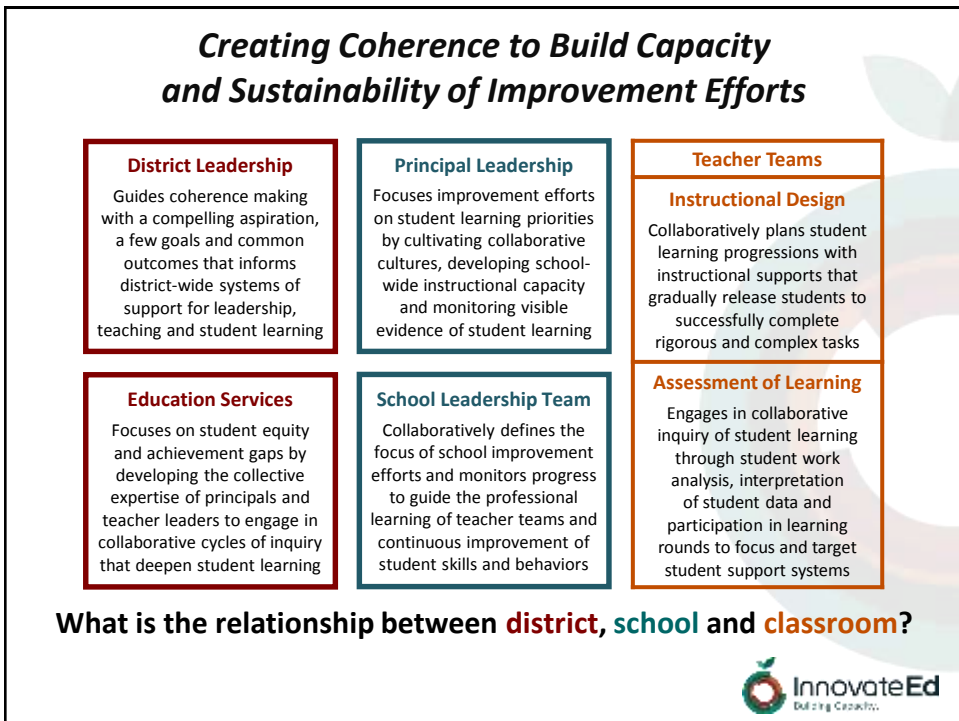 Creating Coherence to Build Capacity
and Sustainability of Improvement Efforts
District Leadership
Guides coherence making
with a compelling aspiration,
a few goals and common
outcomes that informs
district-wide systems of
support for leadership,
teaching and student learning
Principal Leadership
Focuses improvement efforts
on student learning priorities
by cultivating collaborative
cultures, developing school-
wide instructional capacity
and monitoring visible
evidence of student learning
Teacher Teams
Instructional Design
Collaboratively plans student
learning progressions with
instructional supports that
gradually release students to
successfully complete
rigorous and complex tasks
Education Services
Focuses on student equity
and achievement gaps by
developing the collective
expertise of principals and
teacher leaders to engage in
collaborative cycles of inquiry
that deepen student learning
School Leadership Team
Collaboratively defines the
focus of school improvement
efforts and monitors progress
to guide the professional
learning of teacher teams and
continuous improvement of
student skills and behaviors
Assessment of Learning
Engages in collaborative
inquiry of student learning
through student work
analysis, interpretation
of student data and
participation in learning
rounds to focus and target
student support systems
What is the relationship between district, school and classroom?
InnovateEd
Building Capacity.